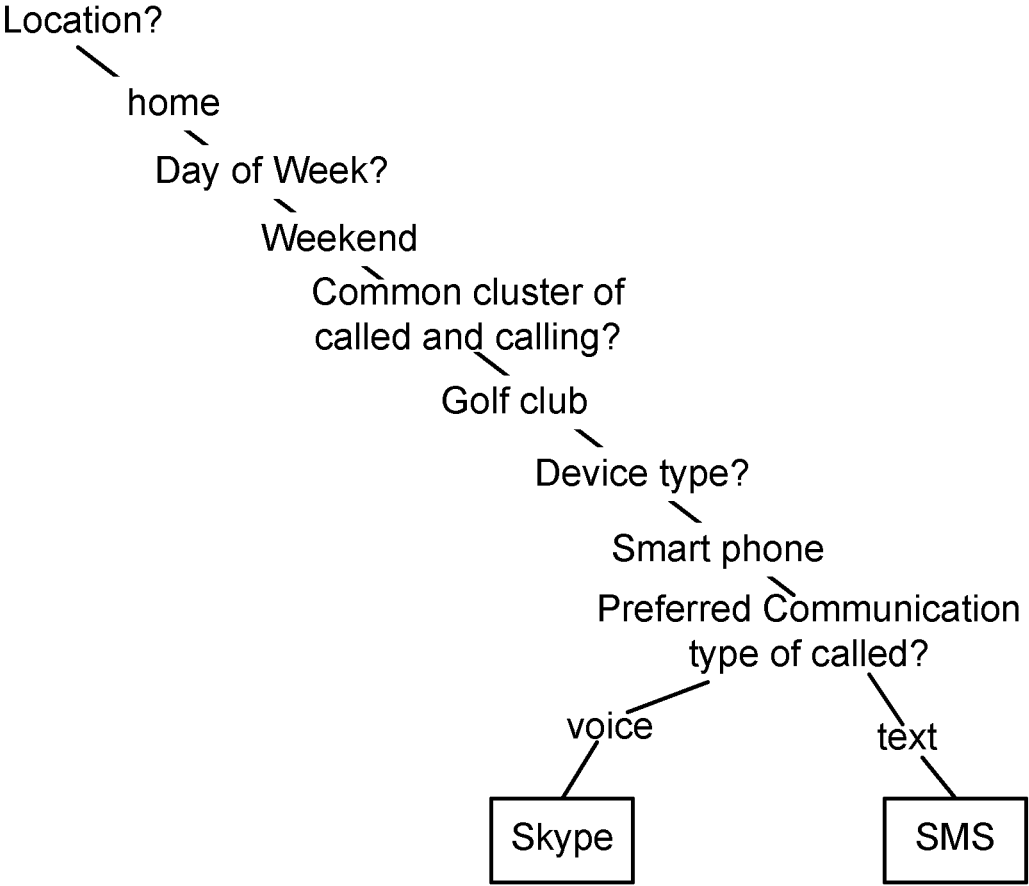 Location?
home
Day of Week?
Weekend
Common cluster of
called and calling?
Golf club
Device type?
Smart phone
Preferred Communication
type of called?
voice
text
Skype
SMS